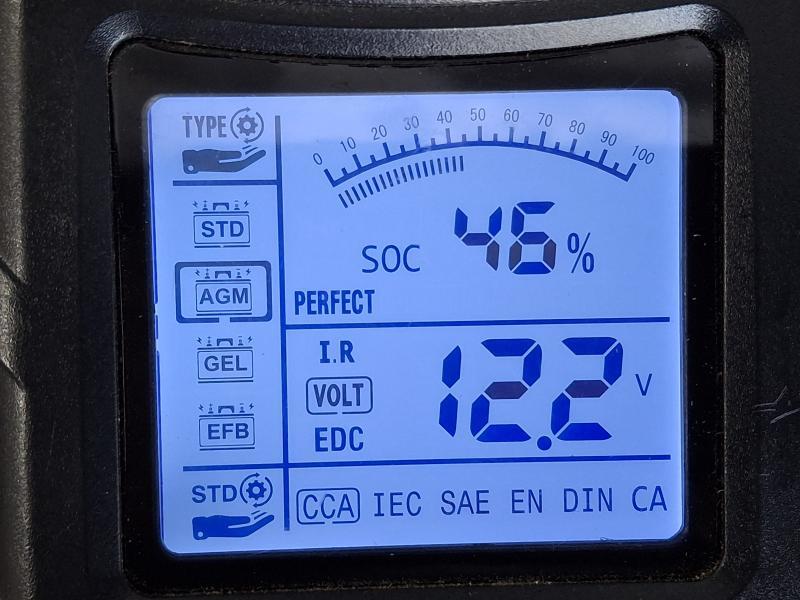 TYPE
0 10 20 30 40 50 60 70 80 90 100
STD
SOC 46%
AGM
PERFECT
GEL
I.R
VOLT
12.2 V
EFB
EDC
STD
CCA IEC SAE EN DIN CA